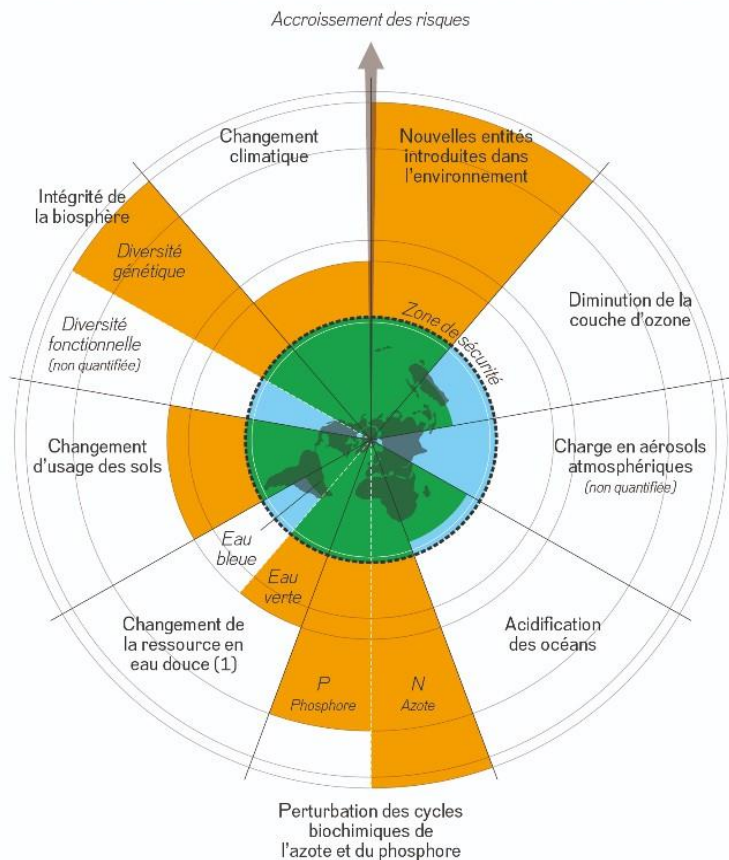 Accroissement des risques
Changement
climatique
Nouvelles entités
introduites dans
l'environnement
Intégrité de
la biosphère
Diversité
génétique
Diversité
fonctionnelle
(non quantifiée)
Zone de sécurité
Diminution de la
couche d'ozone
Changement
d'usage des sols
Charge en aérosols
atmosphériques
(non quantifiée)
Eau
bleue
Eau
verte
Changement de
la ressource en
eau douce (1)
Acidification
des océans
P
Phosphore
N
Azote
Perturbation des cycles
biochimiques de
l'azote et du phosphore